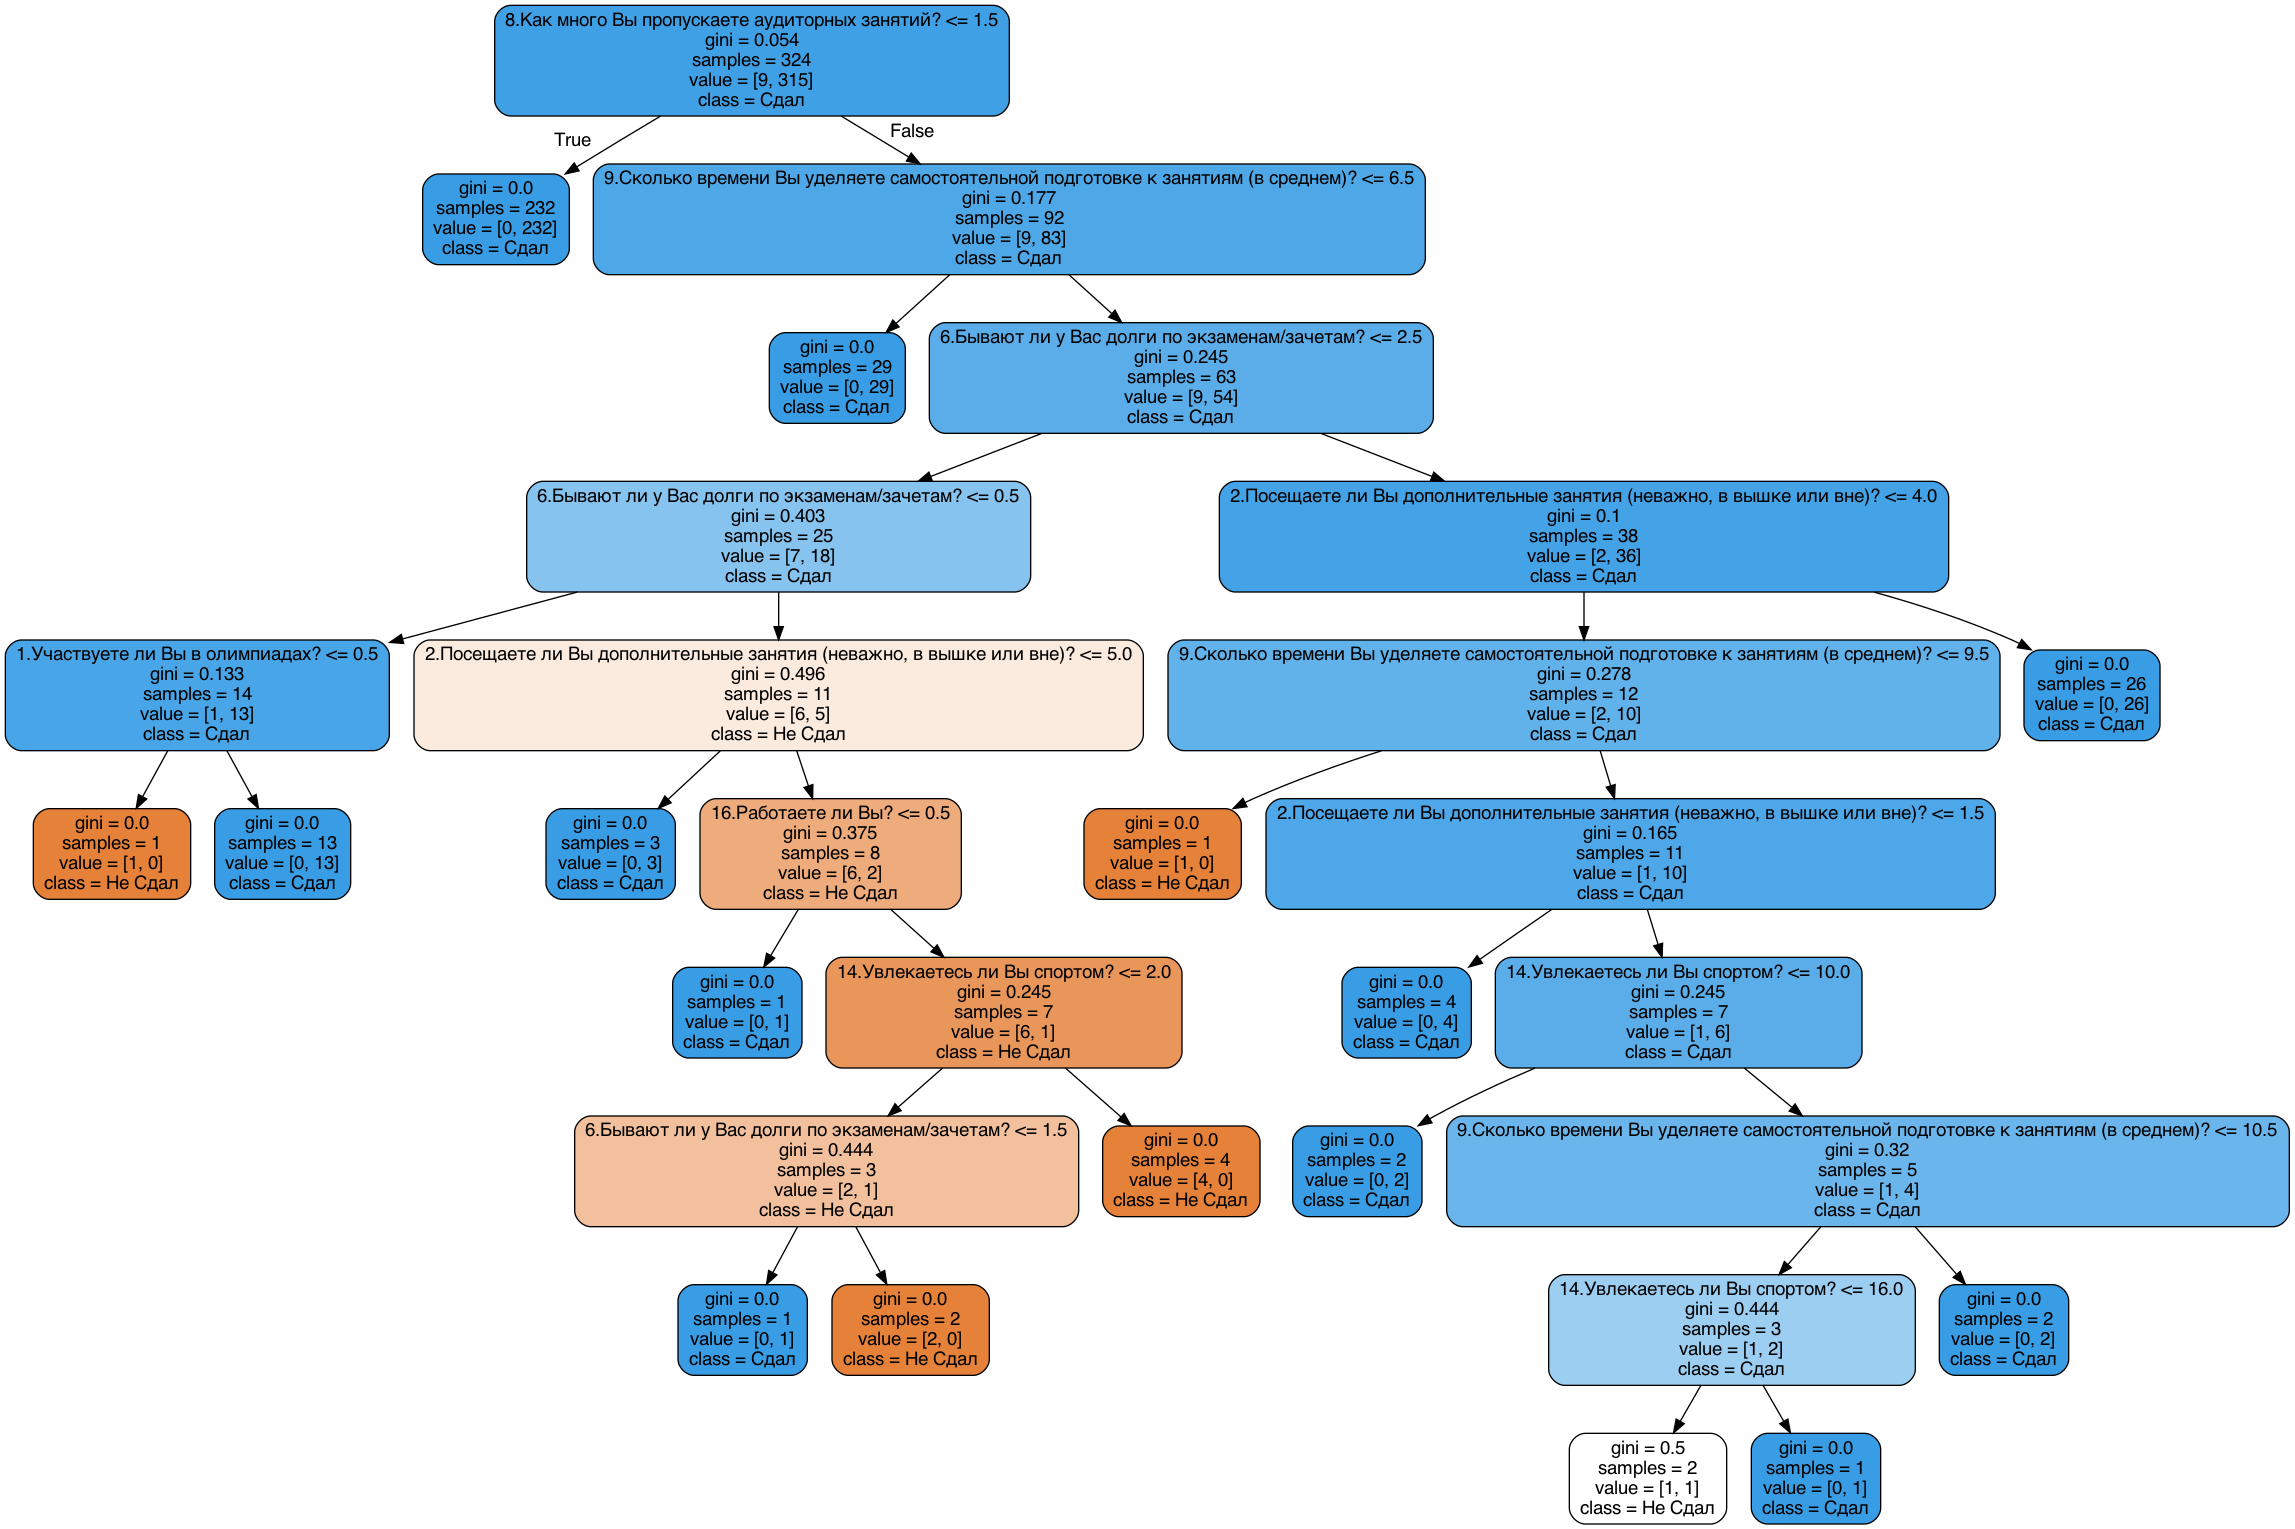 8.Как много Вы пропускаете аудиторных занятий? <= 1.5
gini = 0.054
samples = 324
value = [9, 315]
class = Сдал
True
False
gini = 0.0
samples = 232
value = [0, 232]
class = Сдал
9.Сколько времени Вы уделяете самостоятельной подготовке к занятиям (в среднем)? <= 6.5
gini = 0.177
samples = 92
value = [9, 83]
class = Сдал
gini = 0.0
samples = 29
value = [0, 29]
class = Сдал
6.Бывают ли у Вас долги по экзаменам/зачетам? <= 2.5
gini = 0.245
samples = 63
value = [9, 54]
class = Сдал
6.Бывают ли у Вас долги по экзаменам/зачетам? <= 0.5
gini = 0.403
samples = 25
value = [7, 18]
class = Сдал
2.Посещаете ли Вы дополнительные занятия (неважно, в вышке или вне)? <= 4.0
gini = 0.1
samples = 38
value = [2, 36]
class = Сдал
1.Участвуете ли Вы в олимпиадах? <= 0.5
gini = 0.133
samples = 14
value = [1, 13]
class = Сдал
2.Посещаете ли Вы дополнительные занятия (неважно, в вышке или вне)? <= 5.0
gini = 0.496
samples = 11
value = [6, 5]
class = Не Сдал
9.Сколько времени Вы уделяете самостоятельной подготовке к занятиям (в среднем)? <= 9.5
gini = 0.278
samples = 12
value = [2, 10]
class = Сдал
gini = 0.0
samples = 26
value = [0, 26]
class = Сдал
gini = 0.0
samples = 1
value = [1, 0]
class = Не Сдал
gini = 0.0
samples = 13
value = [0, 13]
class = Сдал
gini = 0.0
samples = 3
value = [0, 3]
class = Сдал
16.Работаете ли Вы? <= 0.5
gini = 0.375
samples = 8
value = [6, 2]
class = Не Сдал
gini = 0.0
samples = 1
value = [1, 0]
class = Не Сдал
2.Посещаете ли Вы дополнительные занятия (неважно, в вышке или вне)? <= 1.5
gini = 0.165
samples = 11
value = [1, 10]
class = Сдал
gini = 0.0
samples = 1
value = [0, 1]
class = Сдал
14.Увлекаетесь ли Вы спортом? <= 2.0
gini = 0.245
samples = 7
value = [6, 1]
class = Не Сдал
gini = 0.0
samples = 4
value = [0, 4]
class = Сдал
14.Увлекаетесь ли Вы спортом? <= 10.0
gini = 0.245
samples = 7
value = [1, 6]
class = Сдал
6.Бывают ли у Вас долги по экзаменам/зачетам? <= 1.5
gini = 0.444
samples = 3
value = [2, 1]
class = Не Сдал
gini = 0.0
samples = 4
value = [4, 0]
class = Не Сдал
gini = 0.0
samples = 2
value = [0, 2]
class = Сдал
9.Сколько времени Вы уделяете самостоятельной подготовке к занятиям (в среднем)? <= 10.5
gini = 0.32
samples = 5
value = [1, 4]
class = Сдал
gini = 0.0
samples = 1
value = [0, 1]
class = Сдал
gini = 0.0
samples = 2
value = [2, 0]
class = Не Сдал
14.Увлекаетесь ли Вы спортом? <= 16.0
gini = 0.444
samples = 3
value = [1, 2]
class = Сдал
gini = 0.0
samples = 2
value = [0, 2]
class = Сдал
gini = 0.5
samples = 2
value = [1, 1]
class = Не Сдал
gini = 0.0
samples = 1
value = [0, 1]
class = Сдал